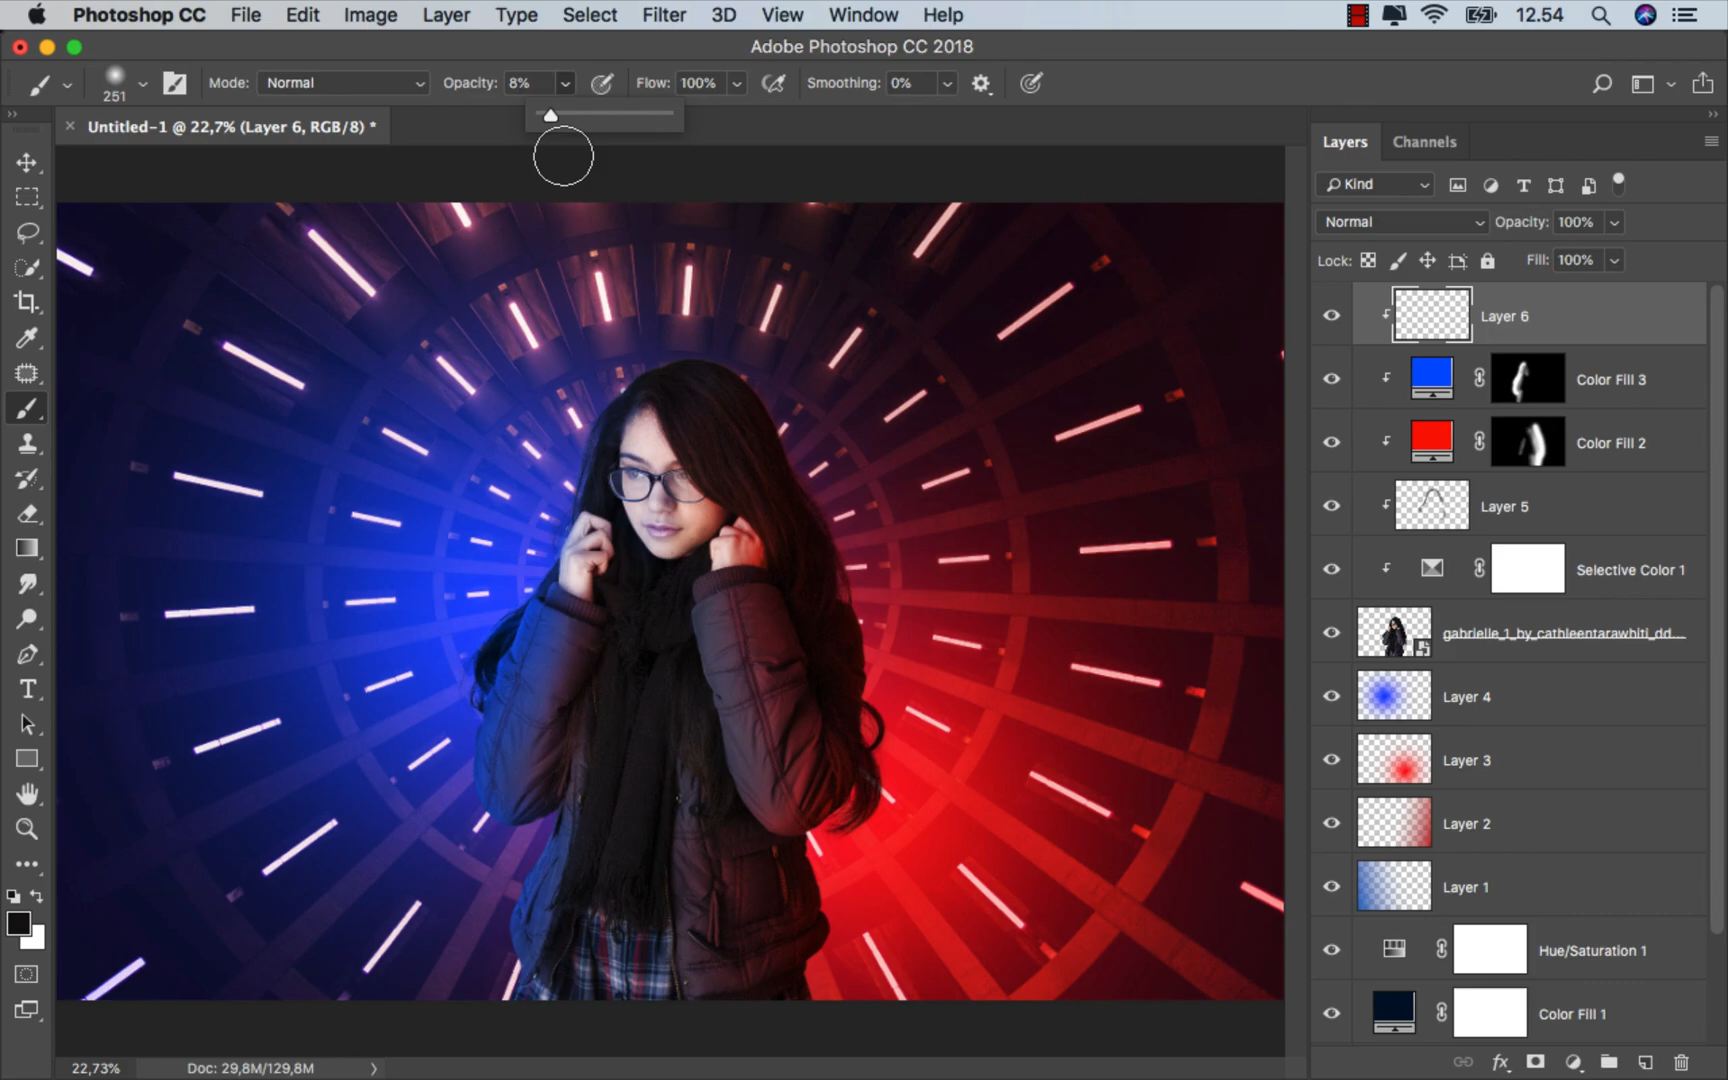 Photoshop CC File Edit Image Layer Type Select Filter 3D View Window Help 12.54
Adobe Photoshop CC 2018
251 Mode: Normal Opacity: 8% Flow: 100% Smoothing: 0%
Untitled-1 @ 22,7% (Layer 6, RGB/8) *
Layers Channels
Kind
Normal Opacity: 100%
Lock: Fill: 100%
Layer 6
Color Fill 3
Color Fill 2
Layer 5
Selective Color 1
gabrielle_1_by_cathleentarawhiti_dd...
Layer 4
Layer 3
Layer 2
Layer 1
Hue/Saturation 1
Color Fill 1
22,73% Doc: 29,8M/129,8M